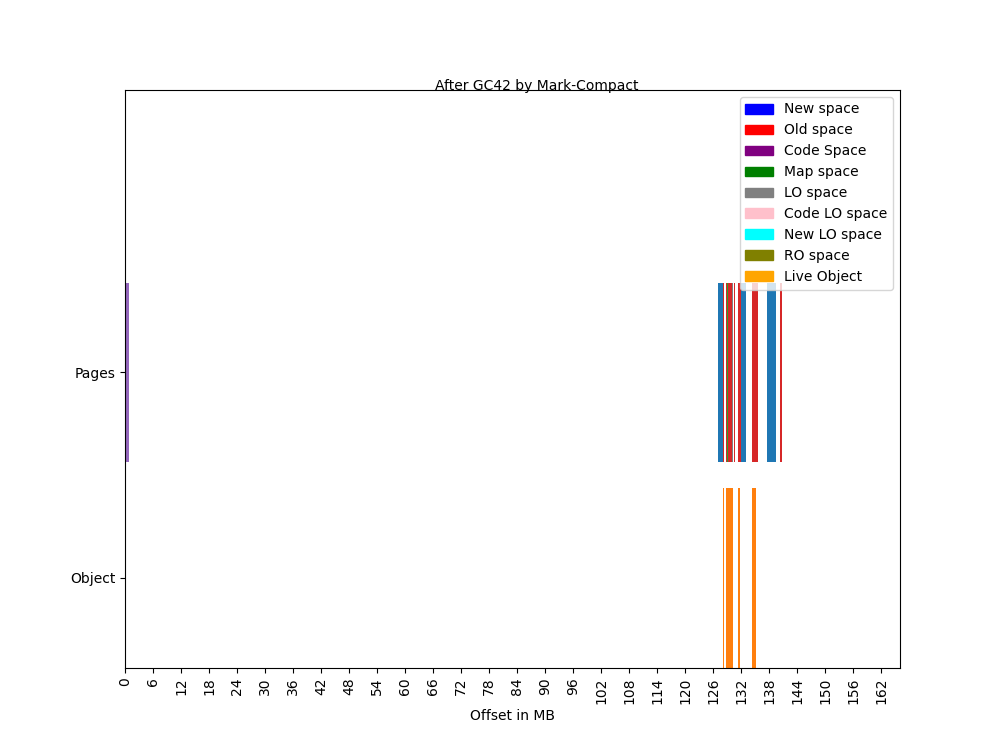 After GC42 by Mark-Compact
New space
Old space
Code Space
Map space
LO space
Code LO space
New LO space
RO space
Live Object
Pages
Object
0 6 12 18 24 30 36 42 48 54 60 66 72 78 84 90 96 102 108 114 120 126 132 138 144 150 156 162
Offset in MB